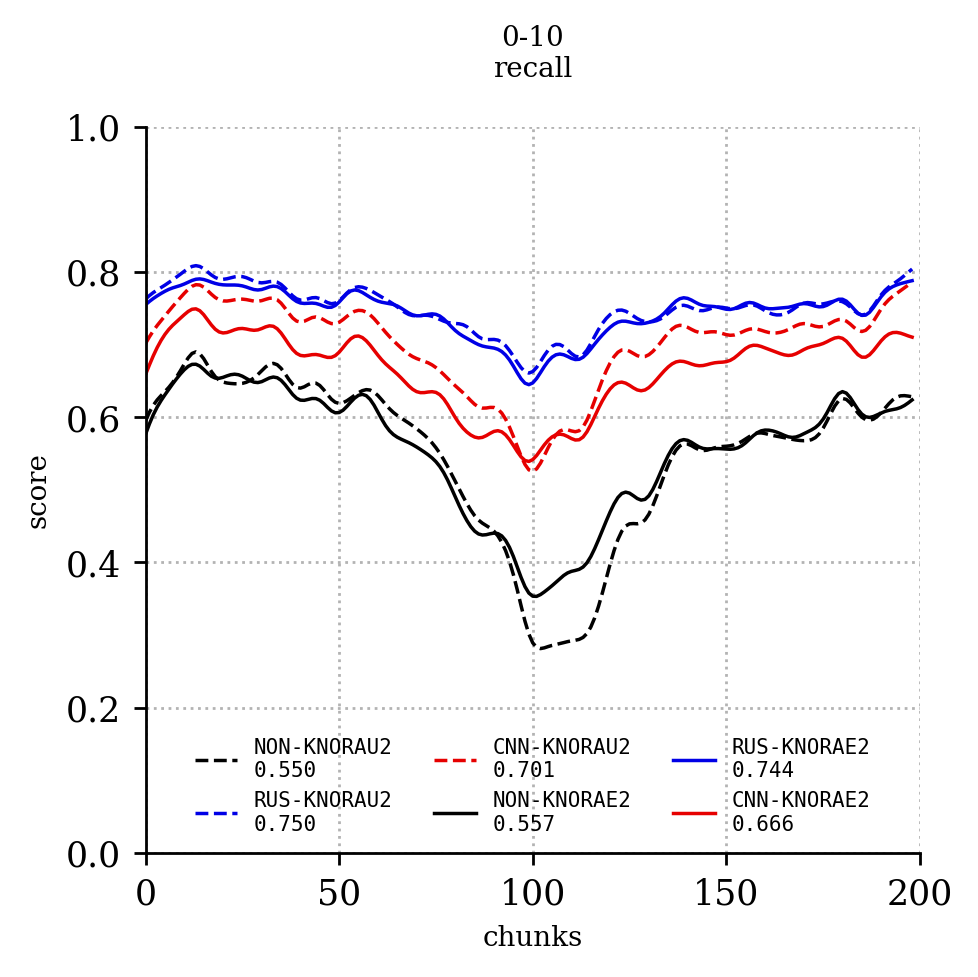 0-10
recall
1.0
0.8
0.6
0.4
0.2
0.0
score
NON-KNORAU2
0.550
RUS-KNORAU2
0.750
CNN-KNORAU2
0.701
NON-KNORAE2
0.557
RUS-KNORAE2
0.744
CNN-KNORAE2
0.666
0 50 100 150 200
chunks